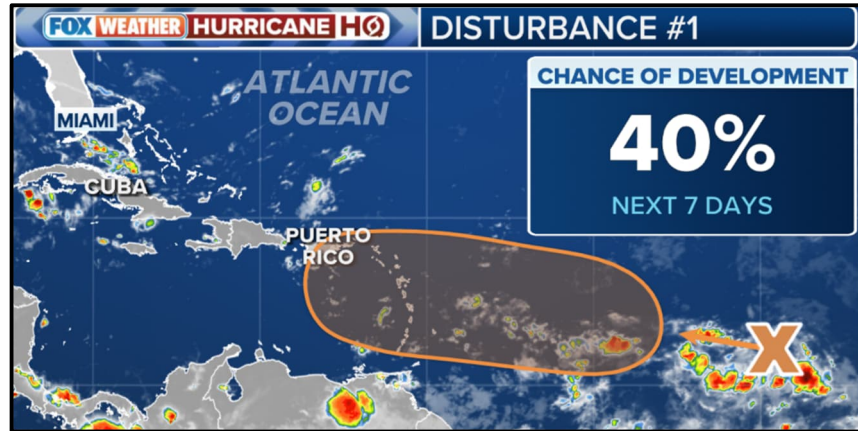 FOX WEATHER HURRICANE HQ
DISTURBANCE #1
ATLANTIC
OCEAN
CHANCE OF DEVELOPMENT
40%
NEXT 7 DAYS
MIAMI
CUBA
PUERTO
RICO
X